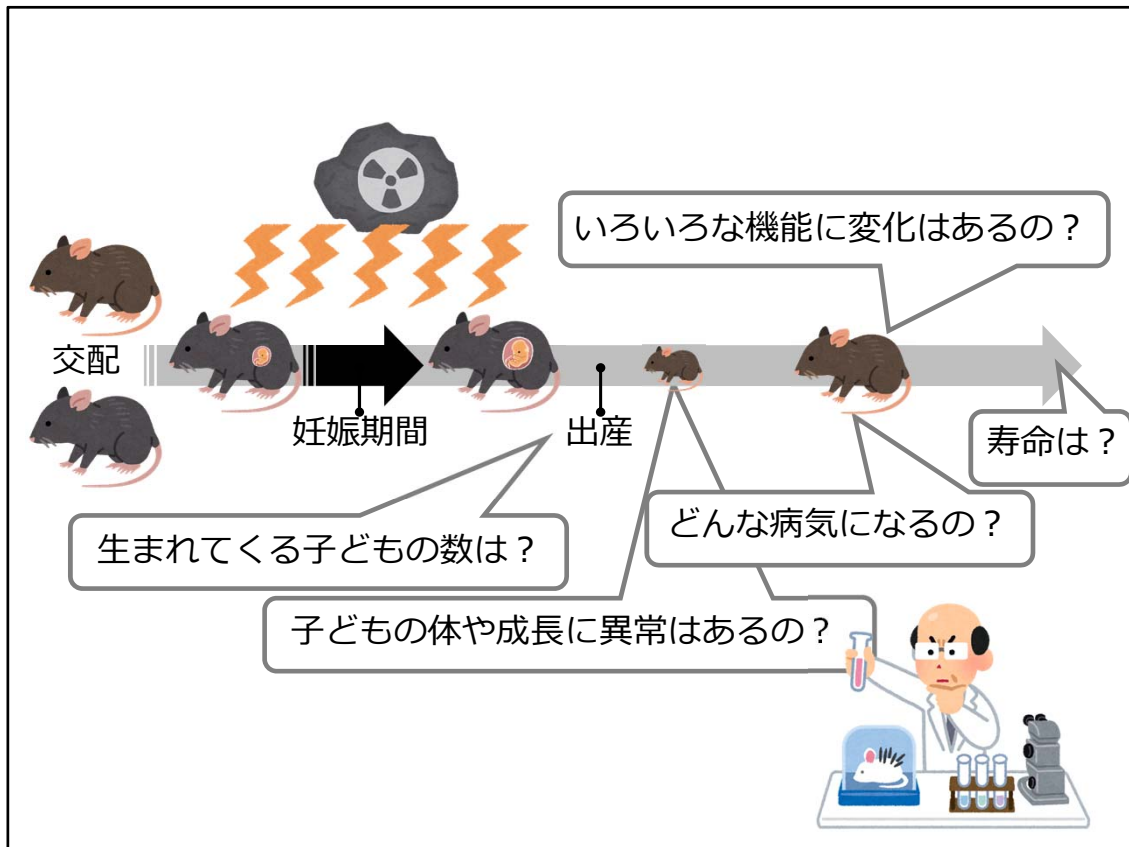 いろいろな機能に変化はあるの？
交配
妊娠期間
出産
寿命は？
どんな病気になるの？
生まれてくる子どもの数は？
子どもの体や成長に異常はあるの？